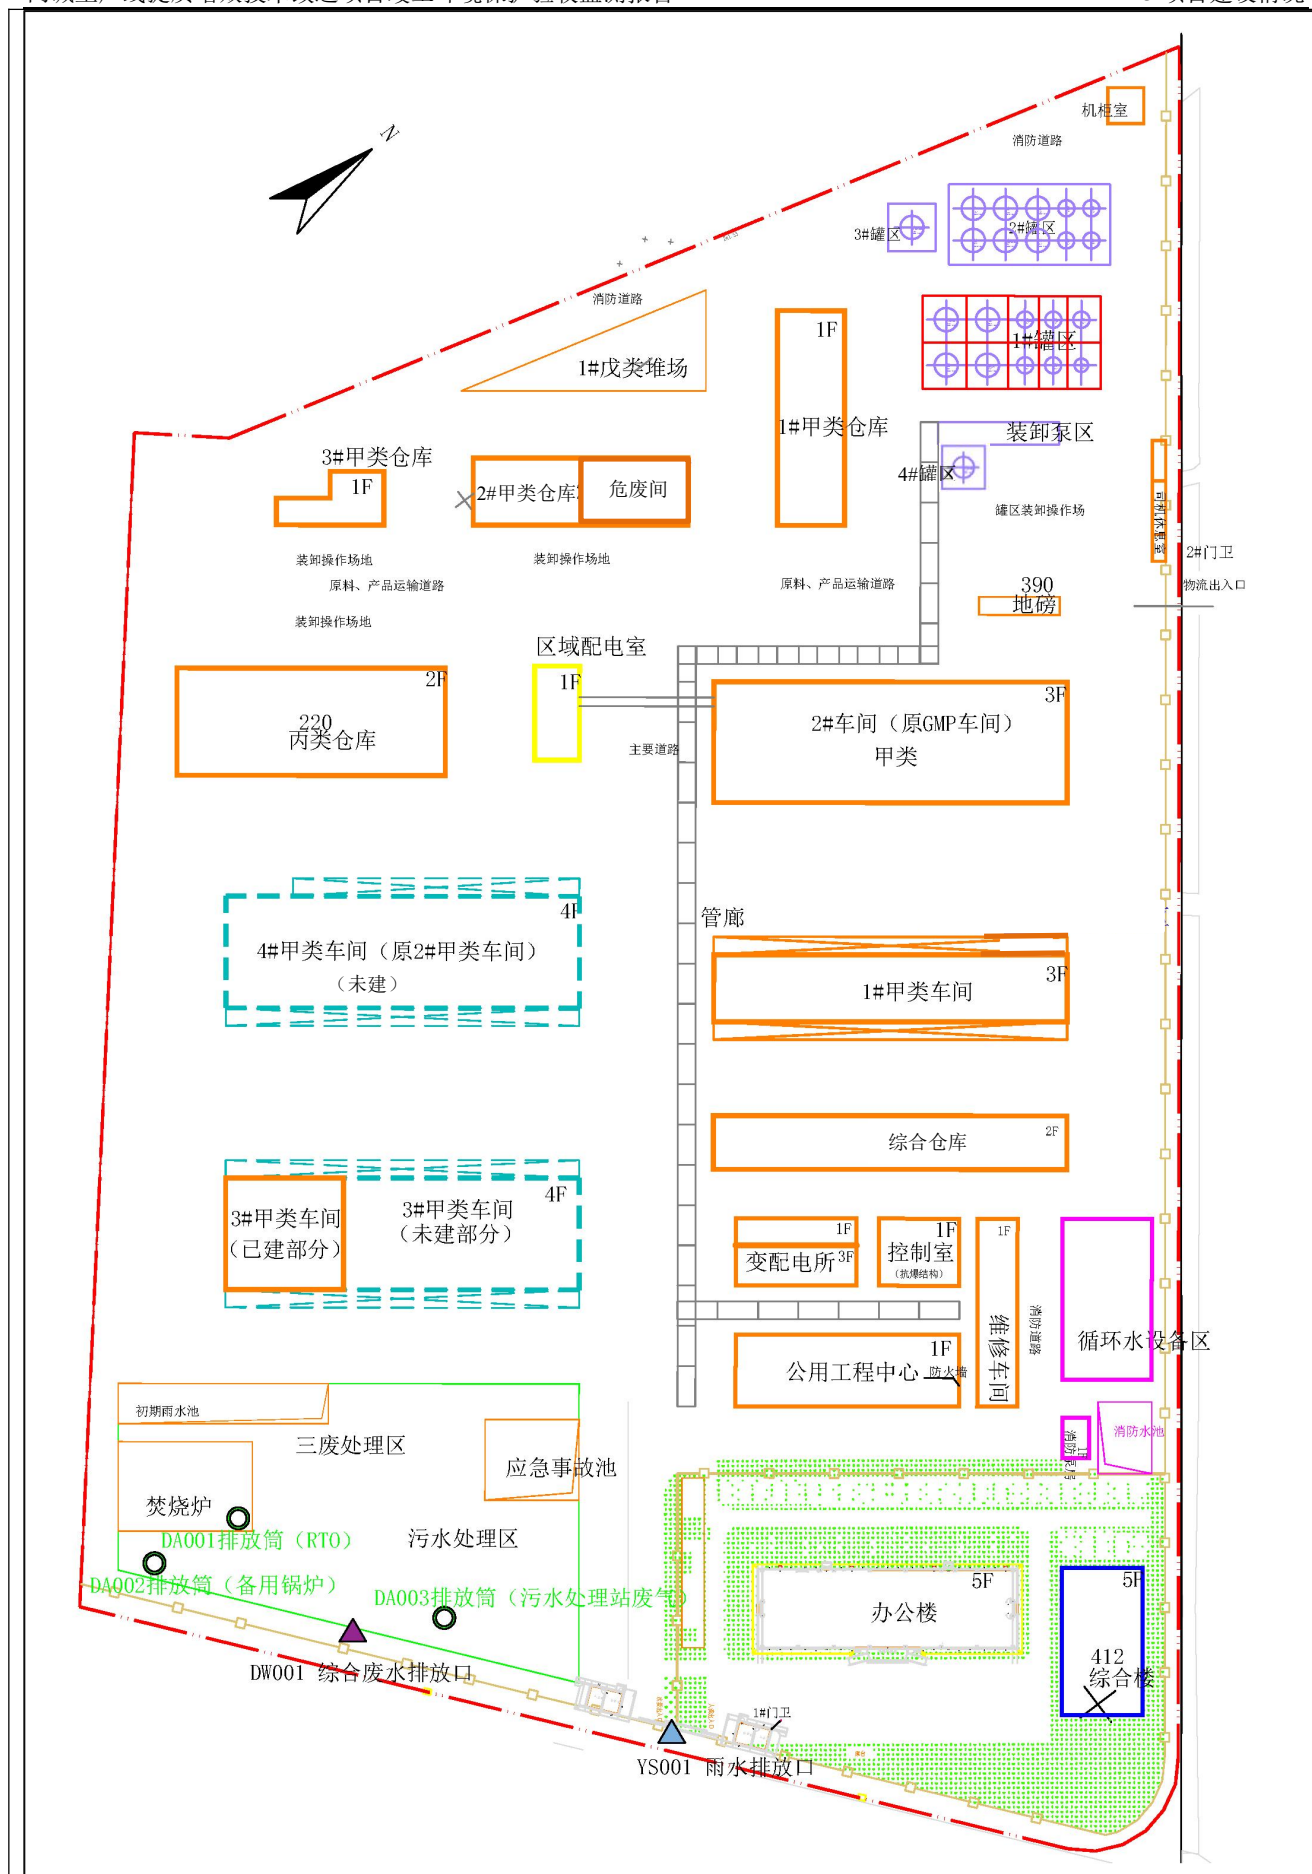 N
机柜室
消防道路
3#罐区
2#罐区
消防道路
1F
1#罐区
1#戊类堆场
1#甲类仓库
装卸泵区
3#甲类仓库
1F
2#甲类仓库
危废间
4#罐区
罐区装卸操作场
司机休息室
2#门卫
物流出入口
装卸操作场地
装卸操作场地
原料、产品运输道路
原料、产品运输道路
390
地磅
装卸操作场地
区域配电室
2F
1F
3F
220
丙类仓库
2#车间（原GMP车间）
甲类
主要道路
4F
管廊
4#甲类车间（原2#甲类车间）
（未建）
3F
1#甲类车间
综合仓库
2F
4F
3#甲类车间
（已建部分）
3#甲类车间
（未建部分）
1F
变配电所
3F
1F
控制室
（抗爆结构）
1F
维修车间
消防道路
循环水设备区
1F
公用工程中心
防火墙
初期雨水池
三废处理区
应急事故池
消防水池
1F
消防泵房
焚烧炉
DA001排放筒（RTO）
污水处理区
DA002排放筒（备用锅炉）
DA003排放筒（污水处理站废气）
5F
办公楼
5F
412
综合楼
DW001 综合废水排放口
1#门卫
YS001 雨水排放口